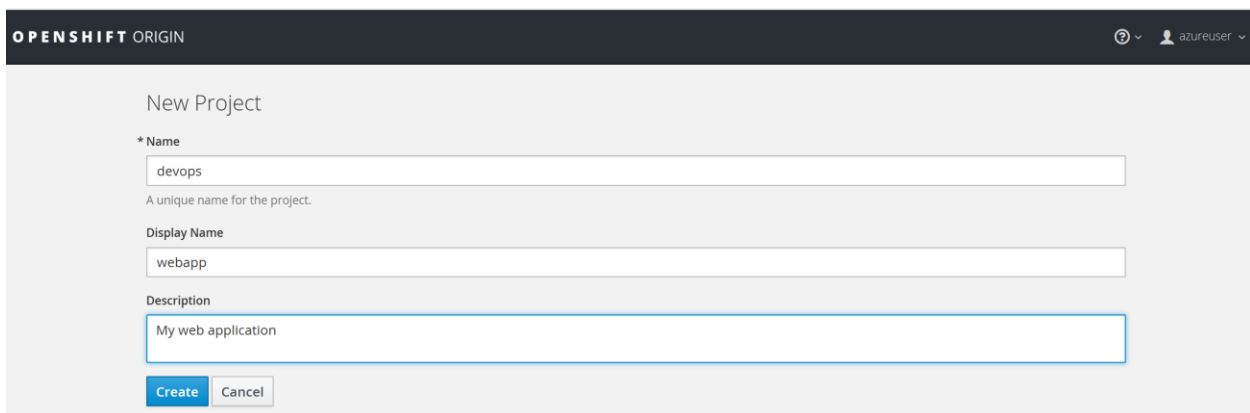 OPENSHIFT ORIGIN
azureuser
New Project
* Name
devops
A unique name for the project.
Display Name
webapp
Description
My web application
Create Cancel